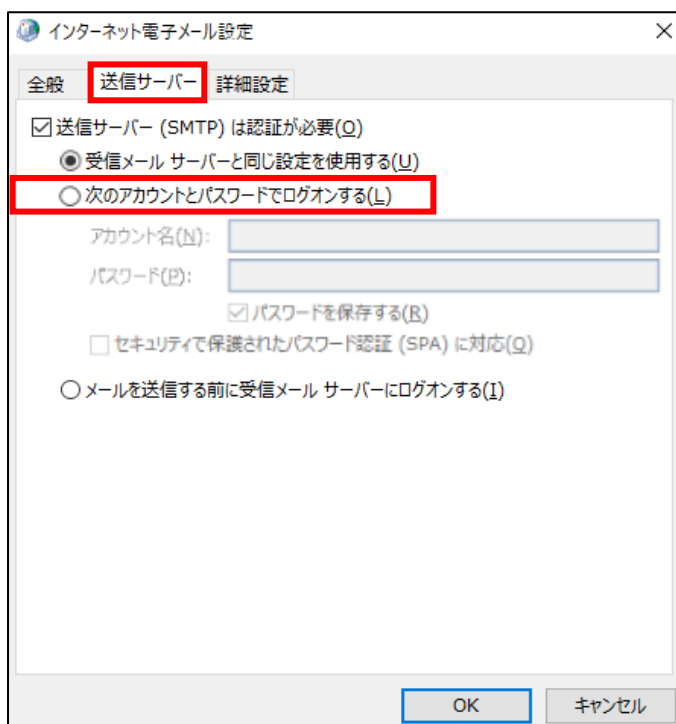 インターネット電子メール設定
全般 送信サーバー 詳細設定
送信サーバー (SMTP) は認証が必要(O)
受信メール サーバーと同じ設定を使用する(U)
次のアカウントとパスワードでログオンする(L)
アカウント名(N):
パスワード(P):
パスワードを保存する(R)
セキュリティで保護されたパスワード認証 (SPA) に対応(Q)
メールを送信する前に受信メール サーバーにログオンする(I)
OK キャンセル